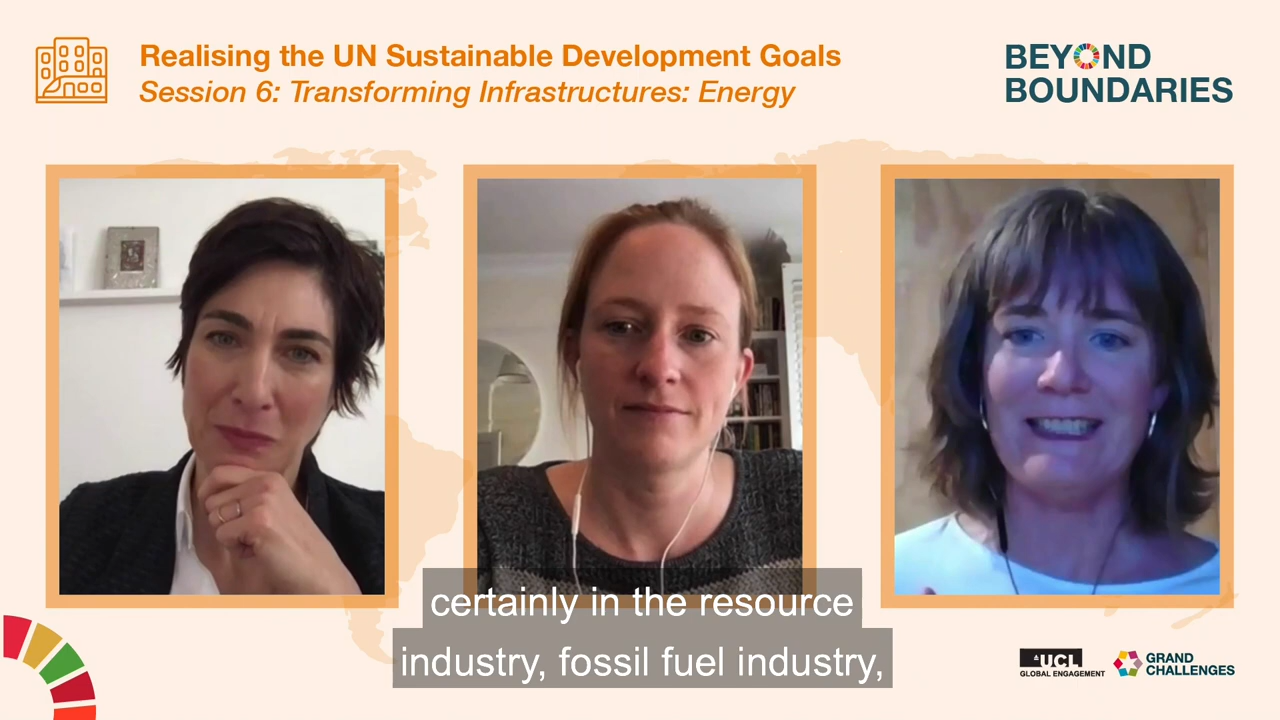 Realising the UN Sustainable Development Goals
Session 6: Transforming Infrastructures: Energy
BEYOND
BOUNDARIES
certainly in the resource
industry, fossil fuel industry,
UCL
GLOBAL ENGAGEMENT
GRAND
CHALLENGES